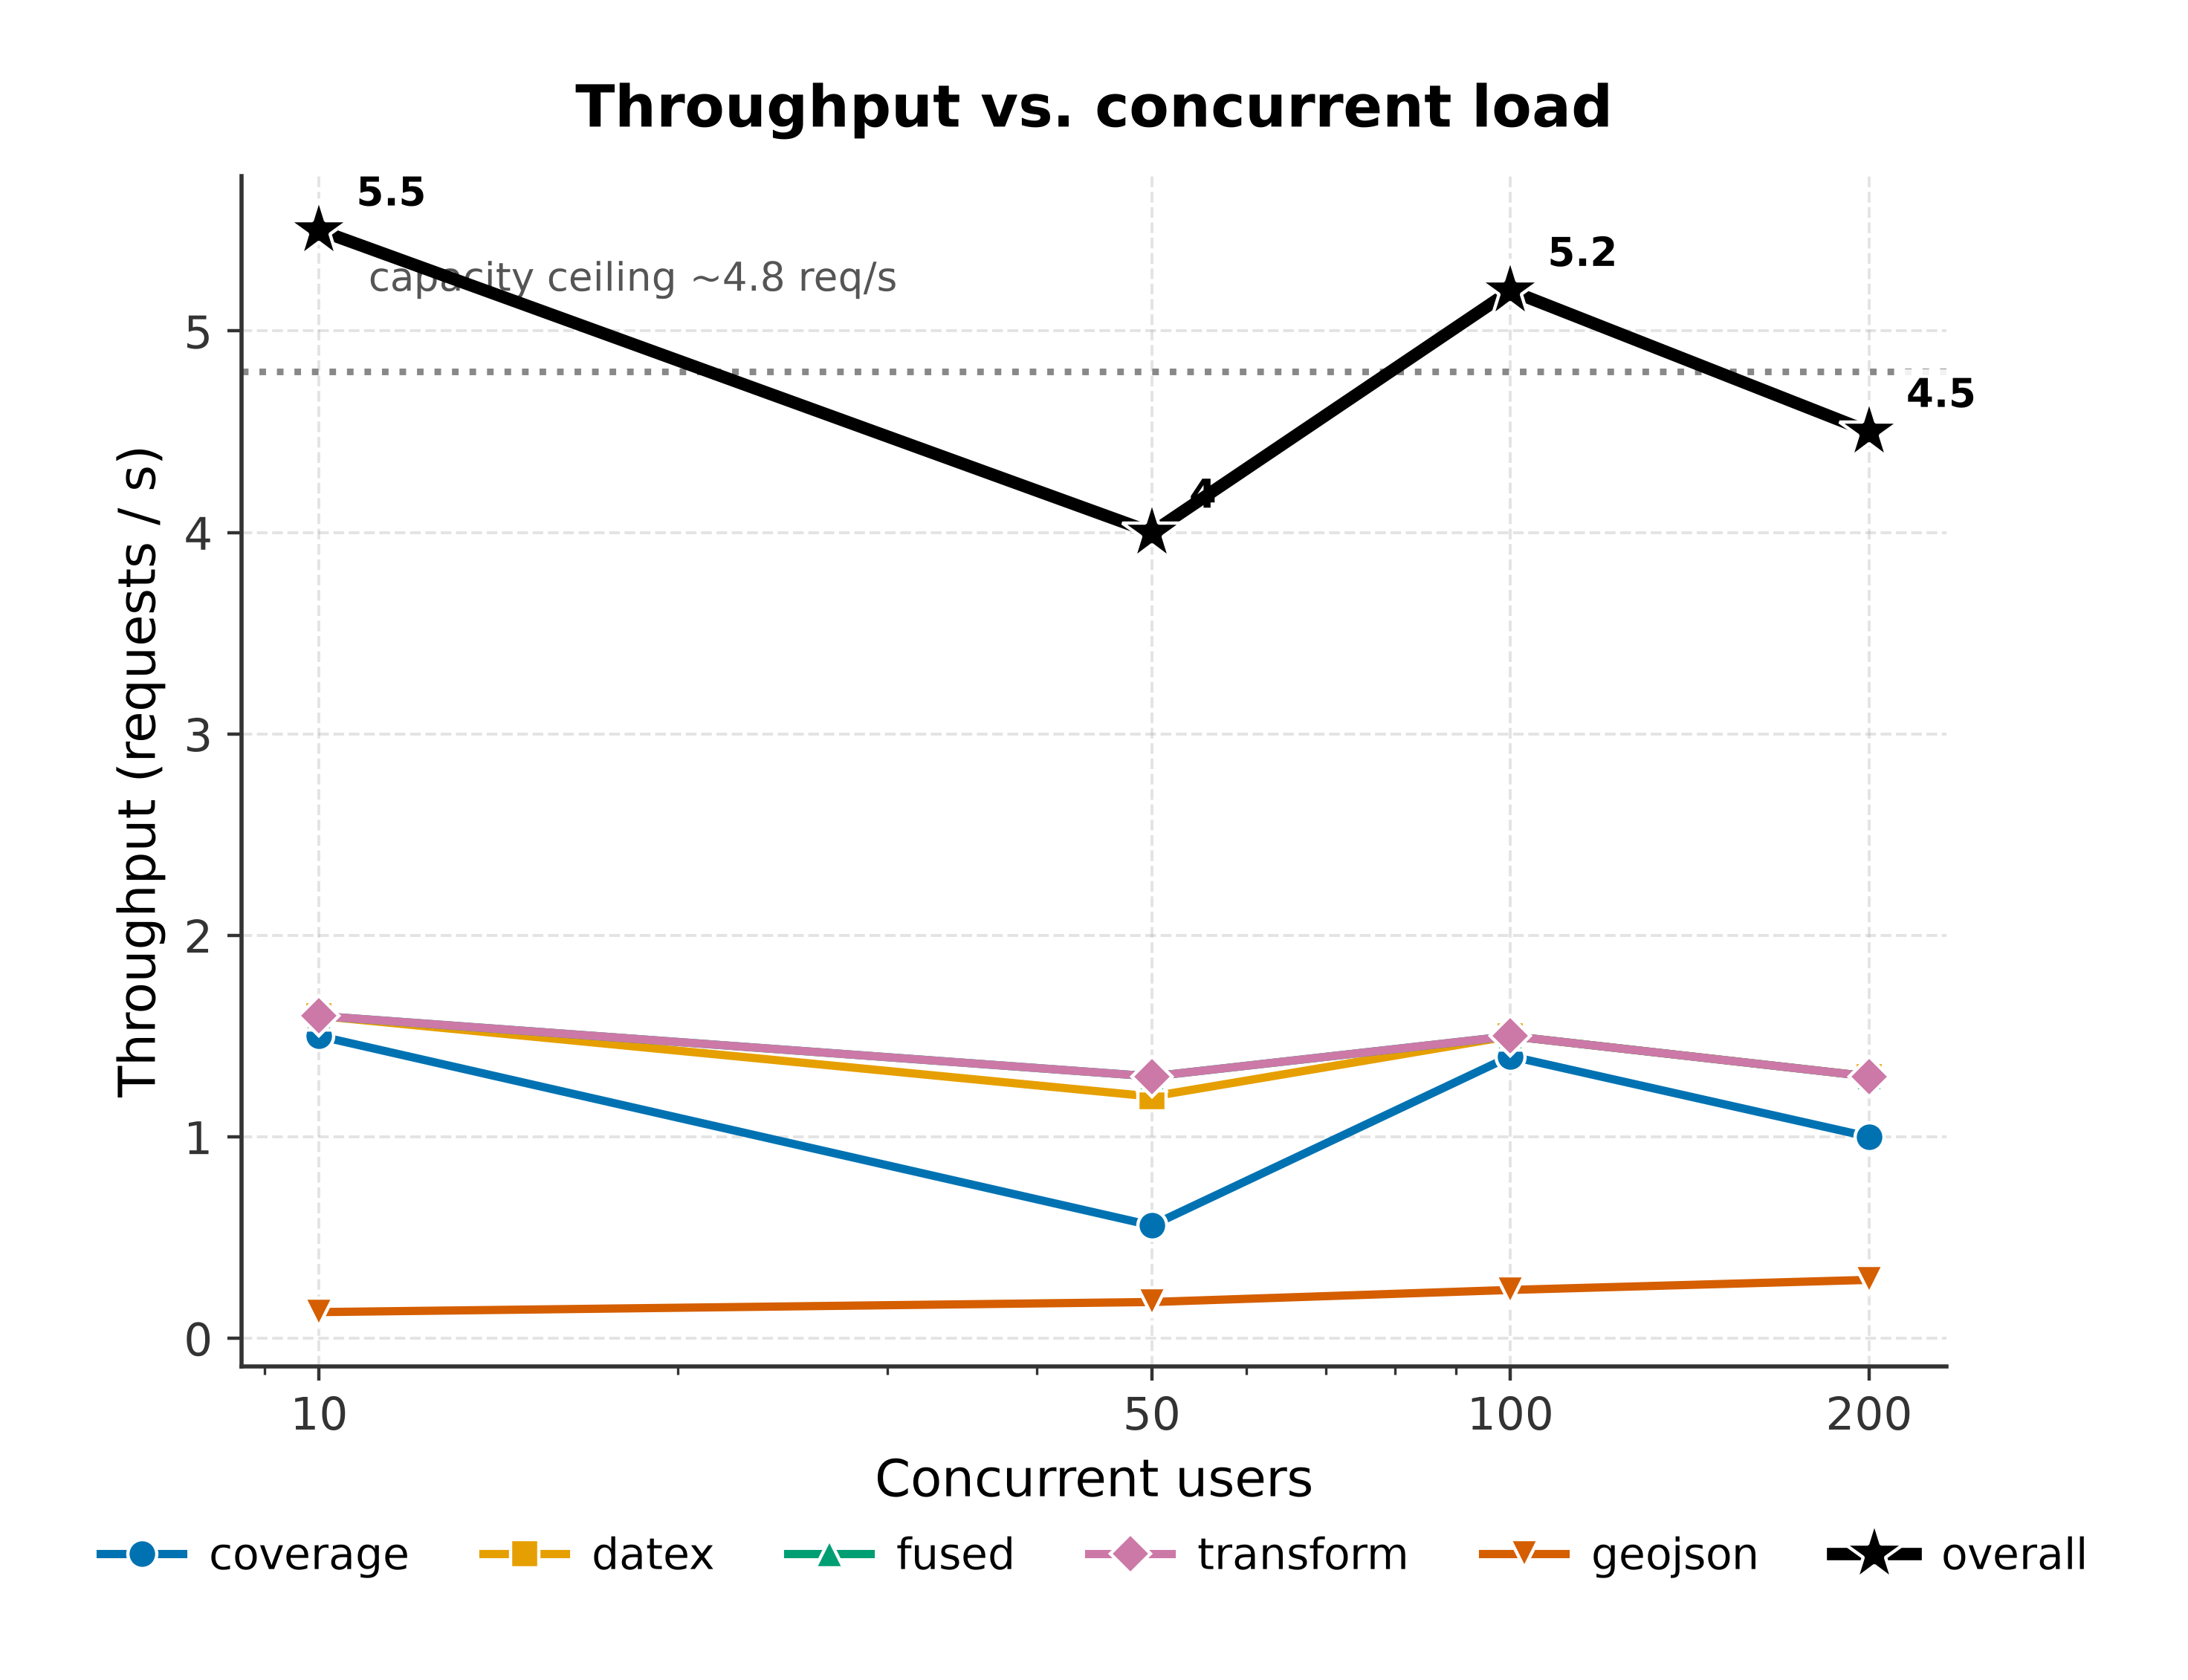 Throughput vs. concurrent load
5.5
capacity ceiling ~4.8 req/s
5.2
4.5
4
Throughput (requests / s)
5
4
3
2
1
0
10 50 100 200
Concurrent users
coverage datex fused transform geojson overall